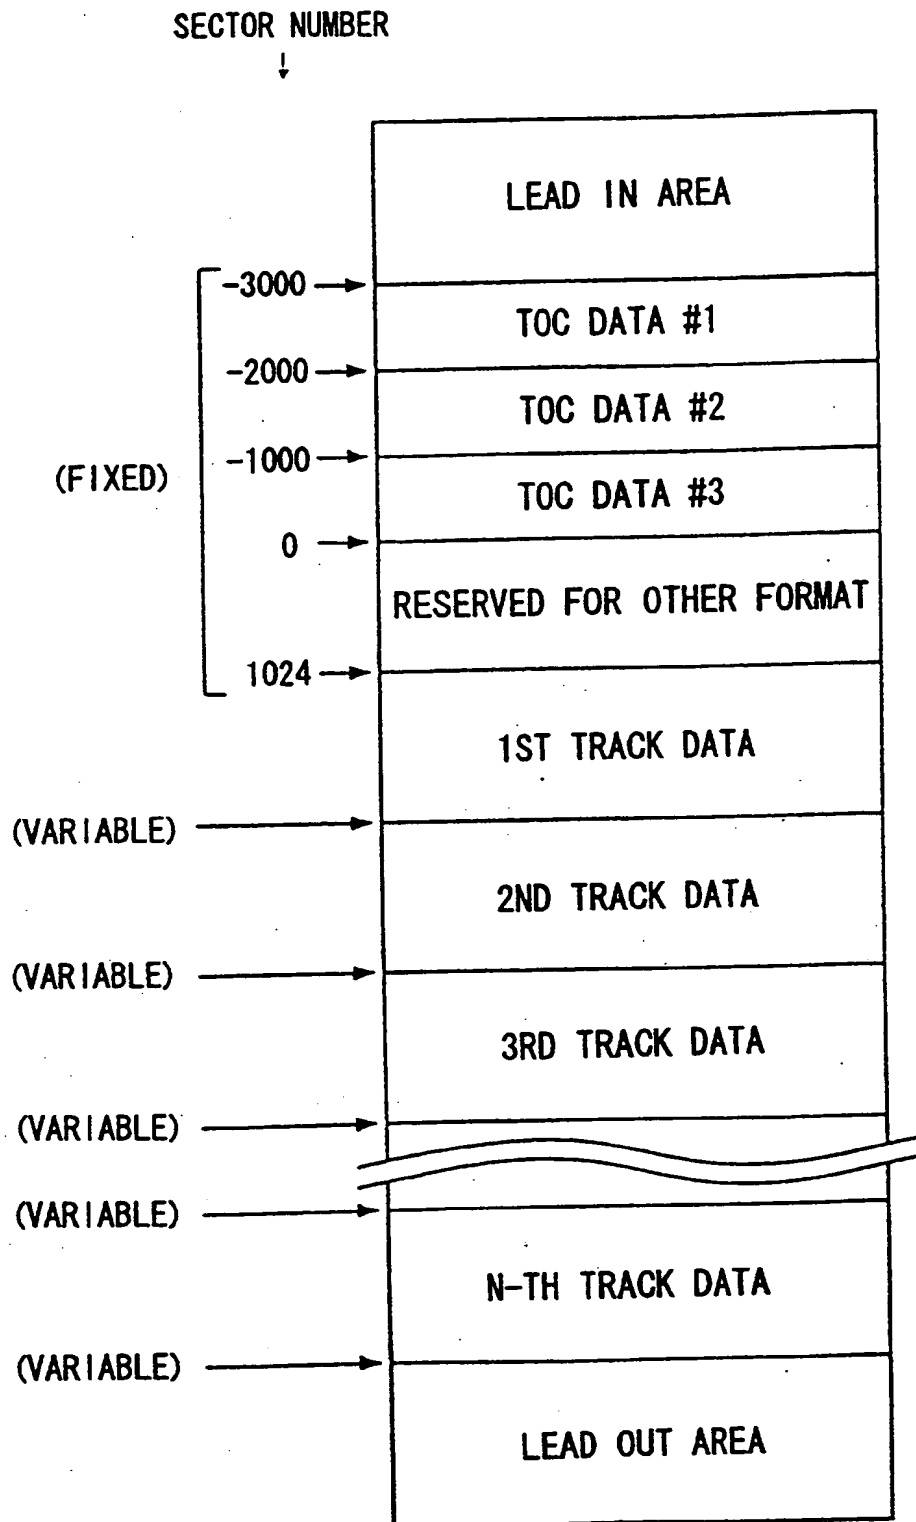 SECTOR NUMBER
LEAD IN AREA
-3000
TOC DATA #1
-2000
TOC DATA #2
-1000
(FIXED)
TOC DATA #3
0
RESERVED FOR OTHER FORMAT
1024
1ST TRACK DATA
(VARIABLE)
2ND TRACK DATA
(VARIABLE)
3RD TRACK DATA
(VARIABLE)
(VARIABLE)
N-TH TRACK DATA
(VARIABLE)
LEAD OUT AREA